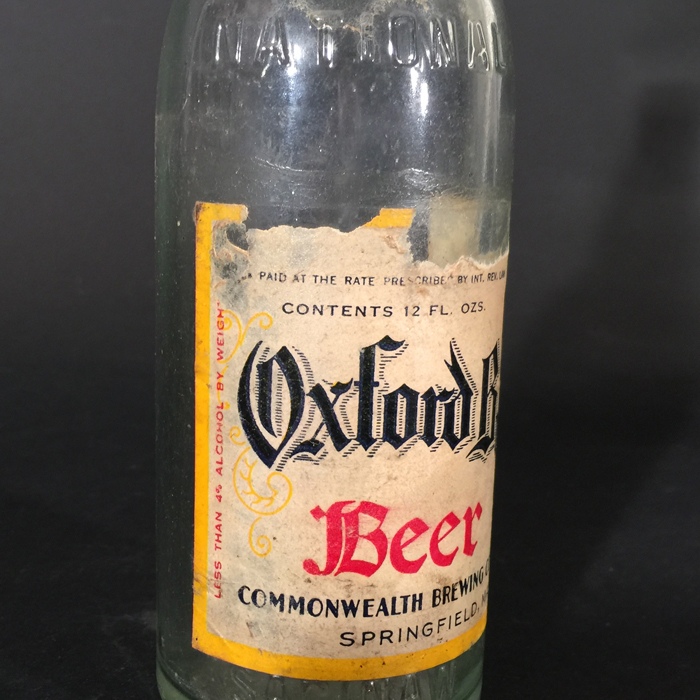 NATIONAL
PAID AT THE RATE PRESCRIBED BY INT. REV.
CONTENTS 12 FL. OZS.
Oxford
Beer
COMMONWEALTH BREWING
SPRINGFIELD,
LESS THAN 4% ALCOHOL BY WEIGHT